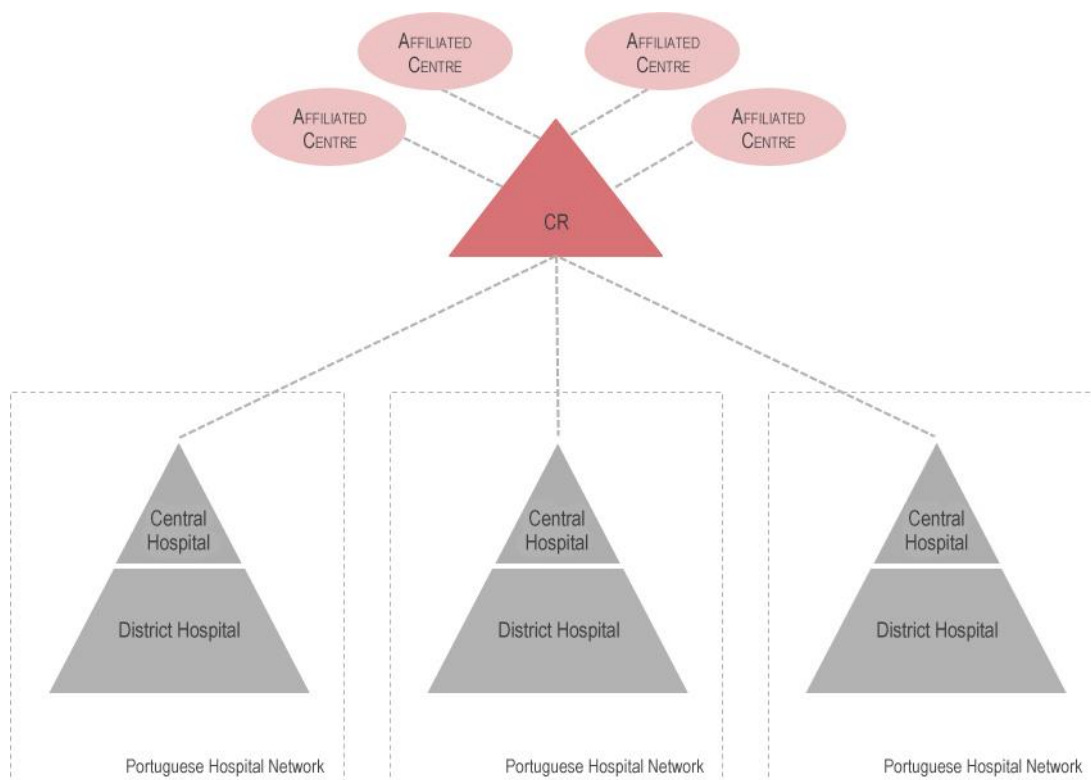 AFFILIATED
CENTRE
AFFILIATED
CENTRE
AFFILIATED
CENTRE
AFFILIATED
CENTRE
CR
Central
Hospital
District Hospital
Portuguese Hospital Network
Central
Hospital
District Hospital
Portuguese Hospital Network
Central
Hospital
District Hospital
Portuguese Hospital Network